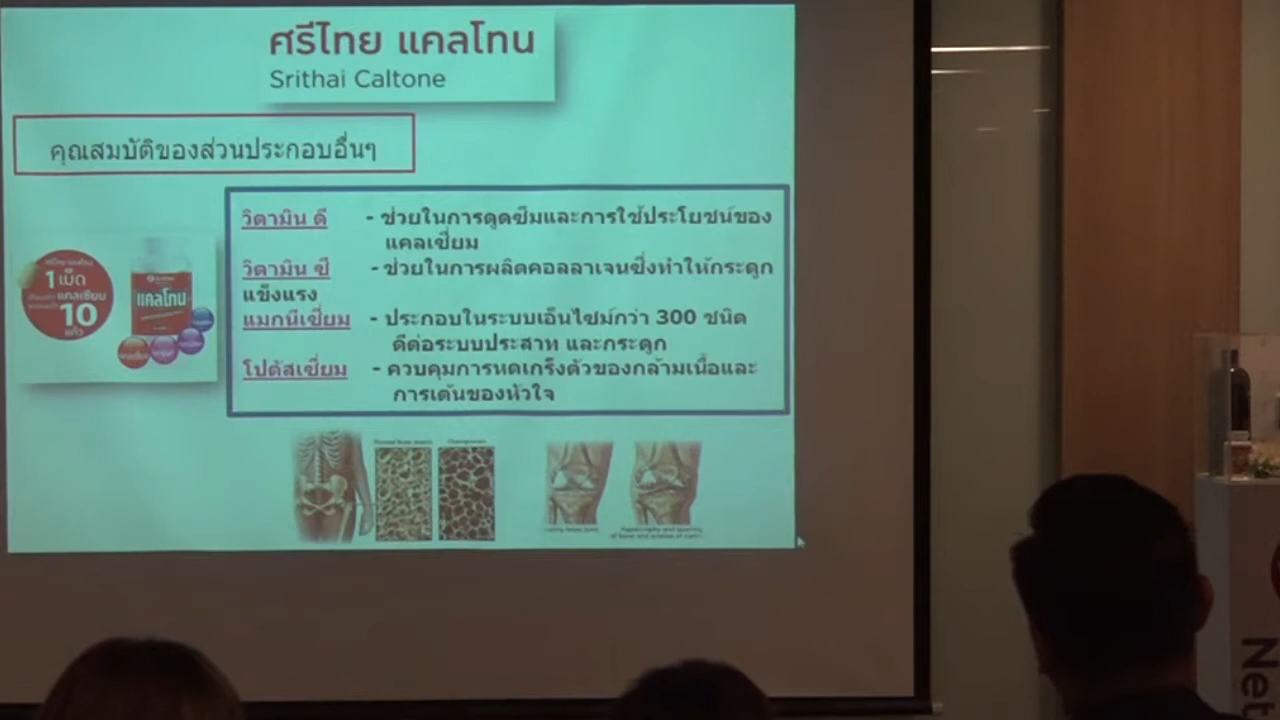 ศรีไทย แคลโทน
Srithai Caltone
คุณสมบัติของส่วนประกอบอื่นๆ
วิตามิน ดี - ช่วยในการดูดซึมและการใช้ประโยชน์ของ
แคลเซี่ยม
วิตามิน ซี - ช่วยในการผลิตคอลลาเจนซึ่งทำให้กระดูก
แข็งแรง
แมกนีเซี่ยม - ประกอบในระบบเอ็นไซม์กว่า 300 ชนิด
ดีต่อระบบประสาท และกระดูก
โปตัสเซี่ยม - ควบคุมการหดเกร็งตัวของกล้ามเนื้อและ
การเต้นของหัวใจ
1 เม็ด
แคลเซียม
10
แก้ว
แคลโทน
Net